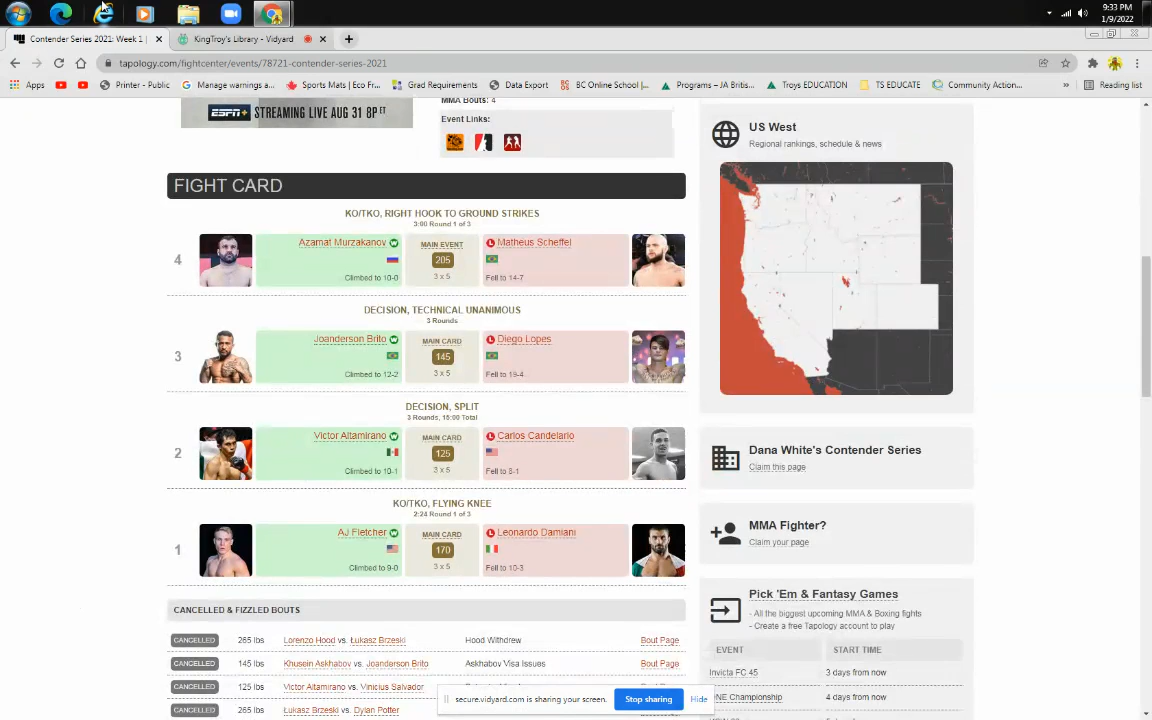 9:33 PM
1/9/2022
Contender Series 2021: Week 1 |
KingTroy's Library - Vidyard
tapology.com/fightcenter/events/78721-contender-series-2021
Apps
Printer - Public
Manage warnings a...
Sports Mats | Eco Fr...
Grad Requirements
Data Export
BC Online School |...
Programs – JA Britis...
Troys EDUCATION
TS EDUCATE
Community Action...
»
Reading list
ESPN+ STREAMING LIVE AUG 31 8P ET
MMA Bouts: 4
Event Links:
FIGHT CARD
KO/TKO, RIGHT HOOK TO GROUND STRIKES
3:00 Round 1 of 3
4
Azamat Murzakanov W
Climbed to 10-0
MAIN EVENT
205
3 x 5
L Matheus Scheffel
Fell to 14-7
DECISION, TECHNICAL UNANIMOUS
3 Rounds
3
Joanderson Brito W
Climbed to 12-2
MAIN CARD
145
3 x 5
L Diego Lopes
Fell to 19-4
DECISION, SPLIT
3 Rounds, 15:00 Total
2
Victor Altamirano W
Climbed to 10-1
MAIN CARD
125
3 x 5
L Carlos Candelario
Fell to 8-1
KO/TKO, FLYING KNEE
2:24 Round 1 of 3
1
AJ Fletcher W
Climbed to 9-0
MAIN CARD
170
3 x 5
L Leonardo Damiani
Fell to 10-3
CANCELLED & FIZZLED BOUTS
CANCELLED 265 lbs Lorenzo Hood vs. Łukasz Brzeski Hood Withdrew Bout Page
CANCELLED 145 lbs Khusein Askhabov vs. Joanderson Brito Askhabov Visa Issues Bout Page
CANCELLED 125 lbs Victor Altamirano vs. Vinicius Salvador Bout Page
CANCELLED 265 lbs Łukasz Brzeski vs. Dylan Potter
US West
Regional rankings, schedule & news
Dana White's Contender Series
Claim this page
MMA Fighter?
Claim your page
Pick 'Em & Fantasy Games
- All the biggest upcoming MMA & Boxing fights
- Create a free Tapology account to play
EVENT START TIME
Invicta FC 45 3 days from now
ONE Championship 4 days from now
secure.vidyard.com is sharing your screen.
Stop sharing
Hide